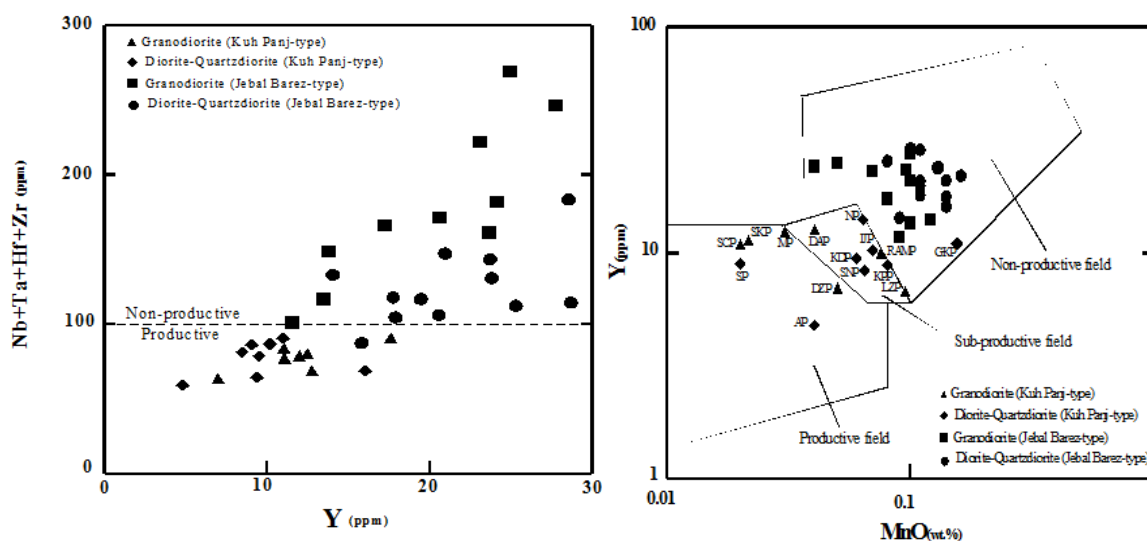 300
200
100
0
0
10
20
30
Nb+Ta+Hf+Zr (ppm)
Y (ppm)
Granodiorite (Kuh Panj-type)
Diorite-Quartzdiorite (Kuh Panj-type)
Granodiorite (Jebal Barez-type)
Diorite-Quartzdiorite (Jebal Barez-type)
Non-productive
Productive
100
10
1
0.01
0.1
Y(ppm)
MnO(wt.%)
SCP
SKP
MP
DAP
NP
IJP
RAMP
GKP
SP
KDP
SNP
KPP
DZP
LZP
AP
Non-productive field
Sub-productive field
Productive field
Granodiorite (Kuh Panj-type)
Diorite-Quartzdiorite (Kuh Panj-type)
Granodiorite (Jebal Barez-type)
Diorite-Quartzdiorite (Jebal Barez-type)